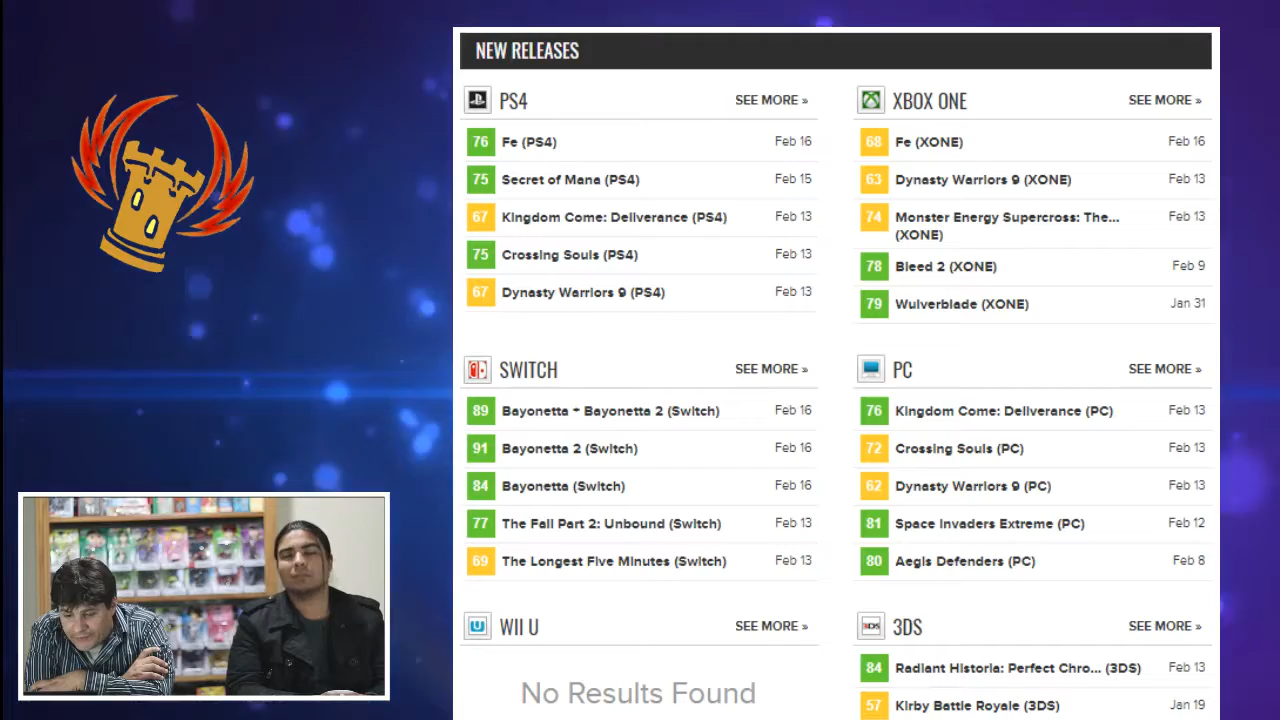 NEW RELEASES
PS4
SEE MORE »
76 Fe (PS4) Feb 16
75 Secret of Mana (PS4) Feb 15
67 Kingdom Come: Deliverance (PS4) Feb 13
75 Crossing Souls (PS4) Feb 13
67 Dynasty Warriors 9 (PS4) Feb 13
XBOX ONE
SEE MORE »
68 Fe (XONE) Feb 16
63 Dynasty Warriors 9 (XONE) Feb 13
74 Monster Energy Supercross: The... Feb 13
(XONE)
78 Bleed 2 (XONE) Feb 9
79 Wulverblade (XONE) Jan 31
SWITCH
SEE MORE »
89 Bayonetta + Bayonetta 2 (Switch) Feb 16
91 Bayonetta 2 (Switch) Feb 16
84 Bayonetta (Switch) Feb 16
77 The Fall Part 2: Unbound (Switch) Feb 13
69 The Longest Five Minutes (Switch) Feb 13
PC
SEE MORE »
76 Kingdom Come: Deliverance (PC) Feb 13
72 Crossing Souls (PC) Feb 13
62 Dynasty Warriors 9 (PC) Feb 13
81 Space Invaders Extreme (PC) Feb 12
80 Aegis Defenders (PC) Feb 8
WII U
SEE MORE »
No Results Found
3DS
3DS
SEE MORE »
84 Radiant Historia: Perfect Chro... (3DS) Feb 13
57 Kirby Battle Royale (3DS) Jan 19